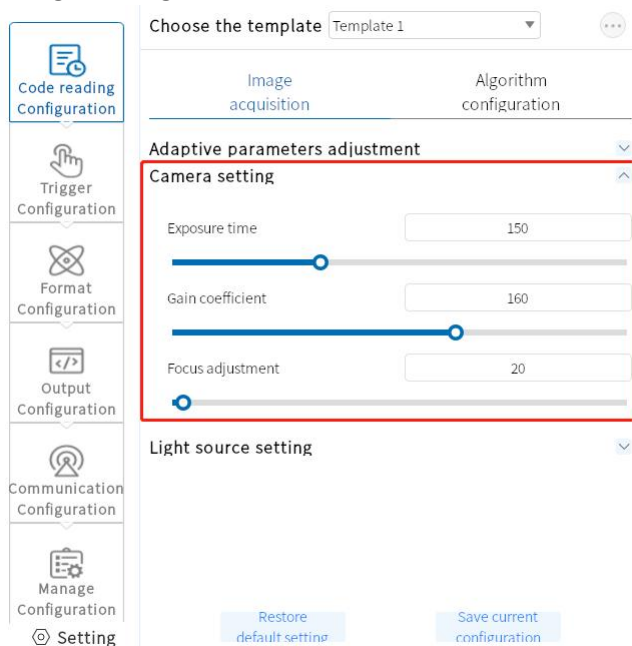 Choose the template Template 1
Code reading
Configuration
Trigger
Configuration
Format
Configuration
Output
Configuration
Communication
Configuration
Manage
Configuration
Setting
Image
acquisition
Algorithm
configuration
Adaptive parameters adjustment
Camera setting
Exposure time 150
Gain coefficient 160
Focus adjustment 20
Light source setting
Restore
default setting
Save current
configuration